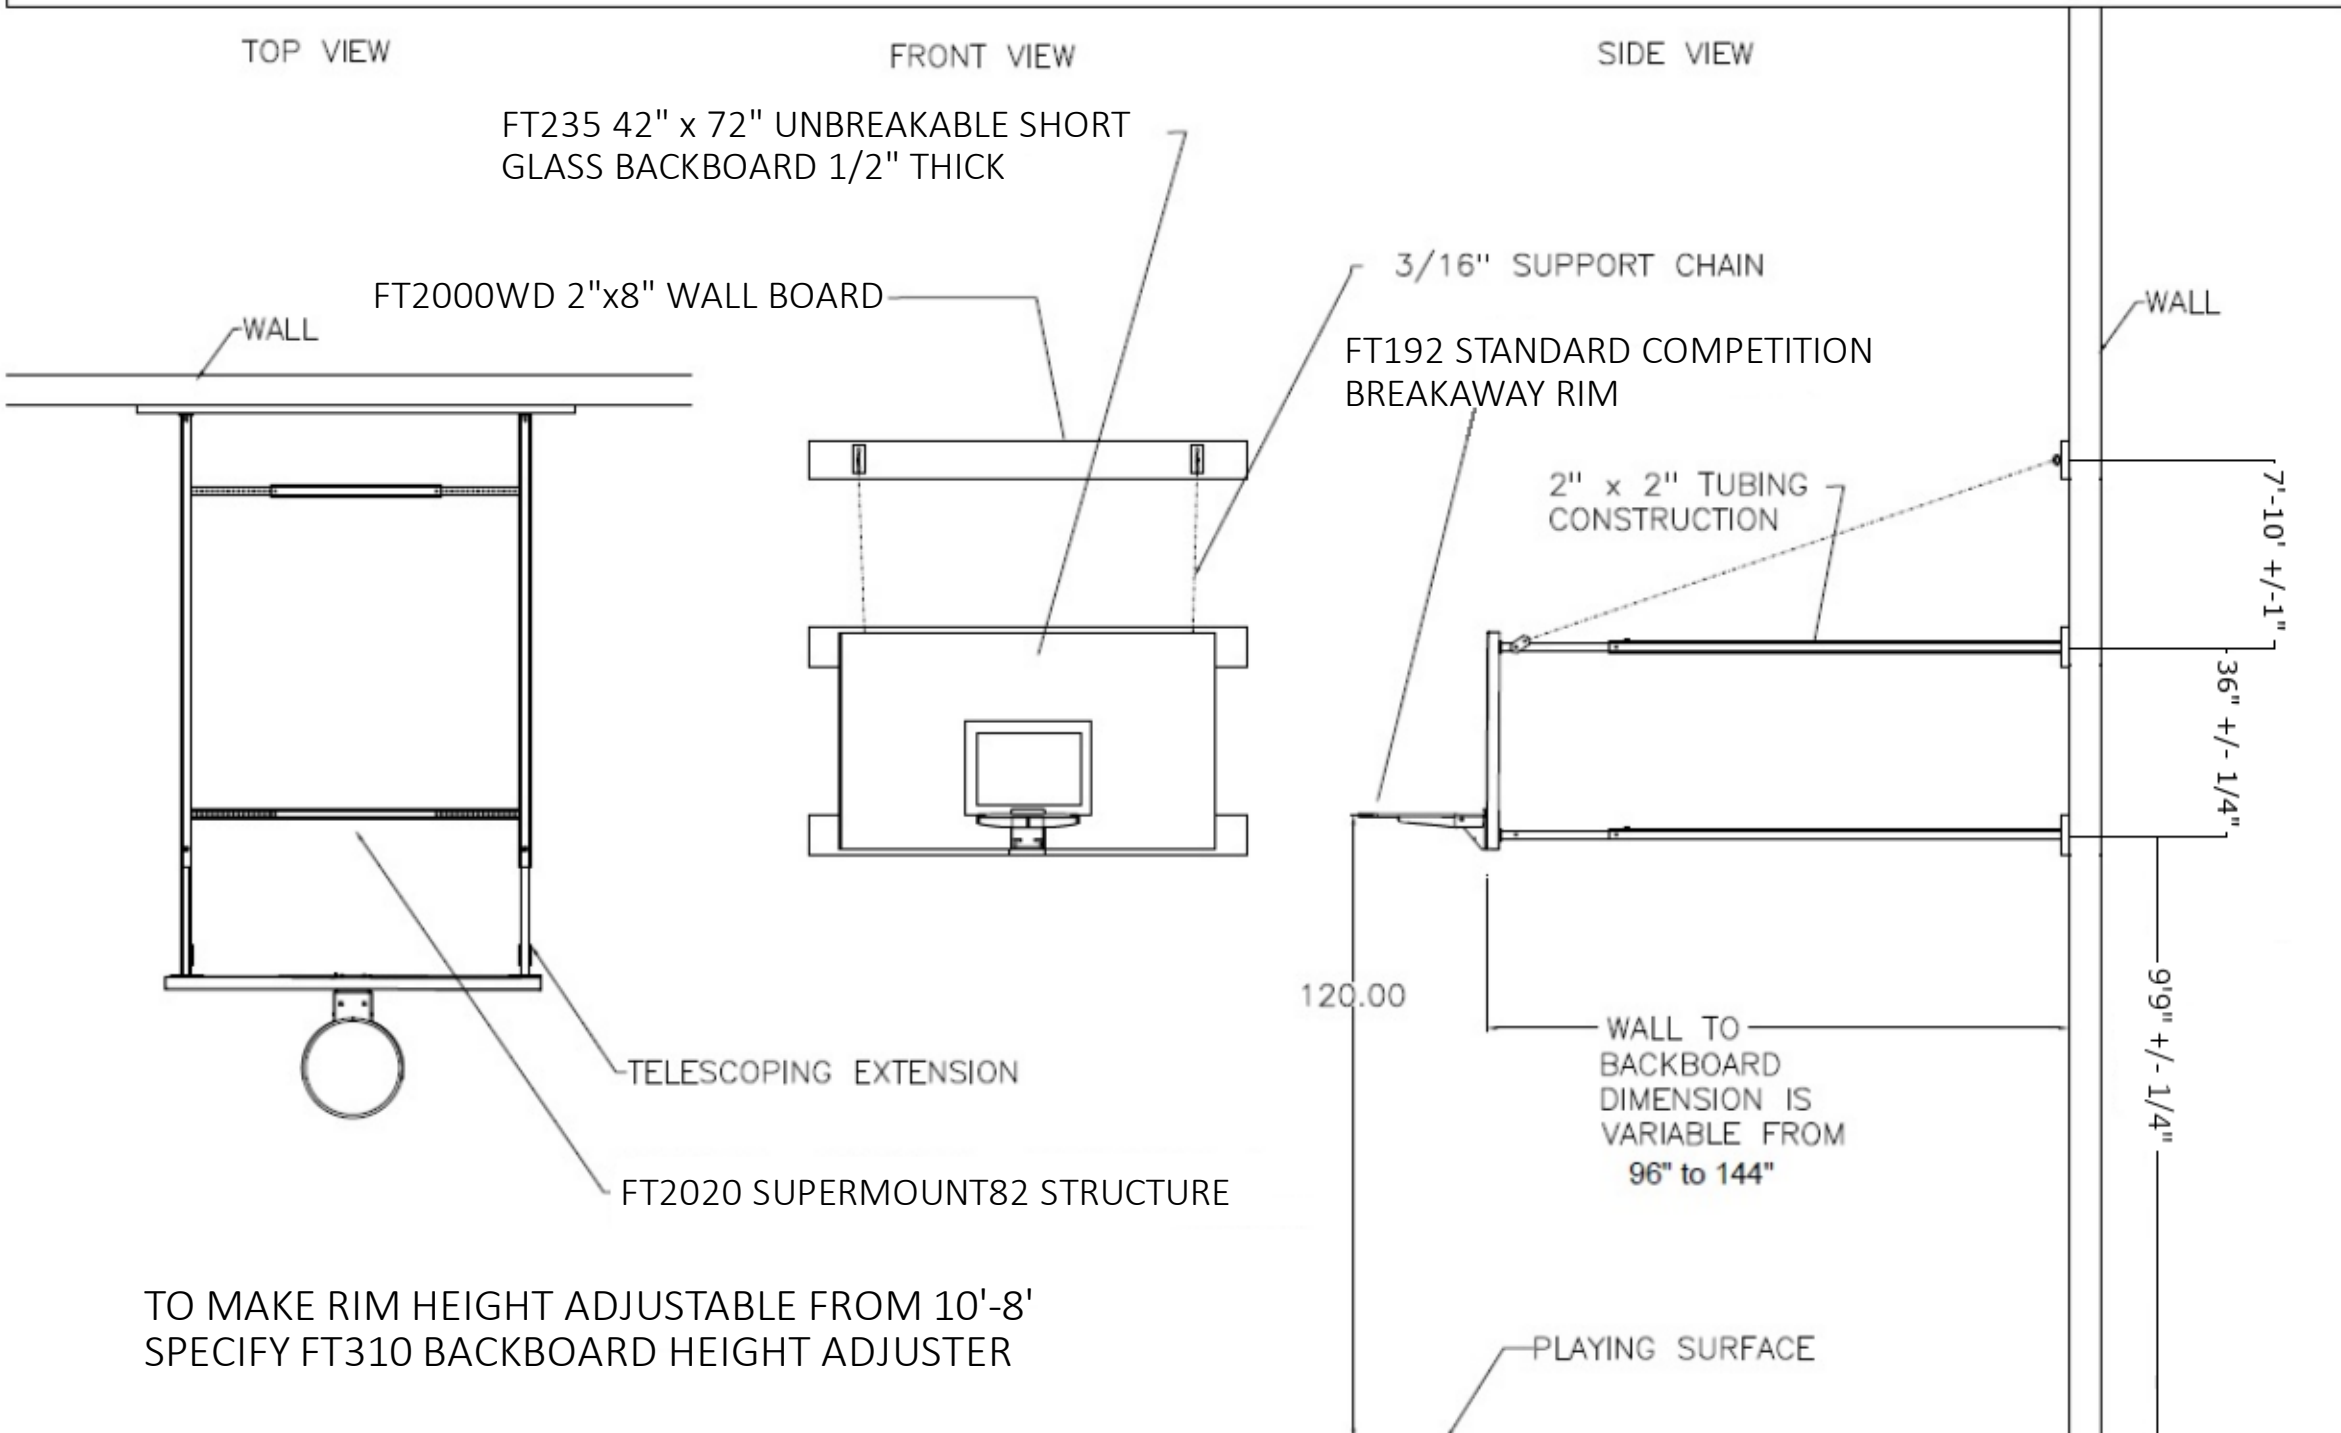 TOP VIEW
FRONT VIEW
SIDE VIEW
FT235 42" x 72" UNBREAKABLE SHORT
GLASS BACKBOARD 1/2" THICK
3/16" SUPPORT CHAIN
FT2000WD 2"x8" WALL BOARD
WALL
WALL
FT192 STANDARD COMPETITION
BREAKAWAY RIM
2" x 2" TUBING
CONSTRUCTION
7'-10' +/-1"
36" +/- 1/4"
120.00
9'9" +/- 1/4"
WALL TO
BACKBOARD
DIMENSION IS
VARIABLE FROM
96" to 144"
TELESCOPING EXTENSION
FT2020 SUPERMOUNT82 STRUCTURE
TO MAKE RIM HEIGHT ADJUSTABLE FROM 10'-8'
SPECIFY FT310 BACKBOARD HEIGHT ADJUSTER
PLAYING SURFACE